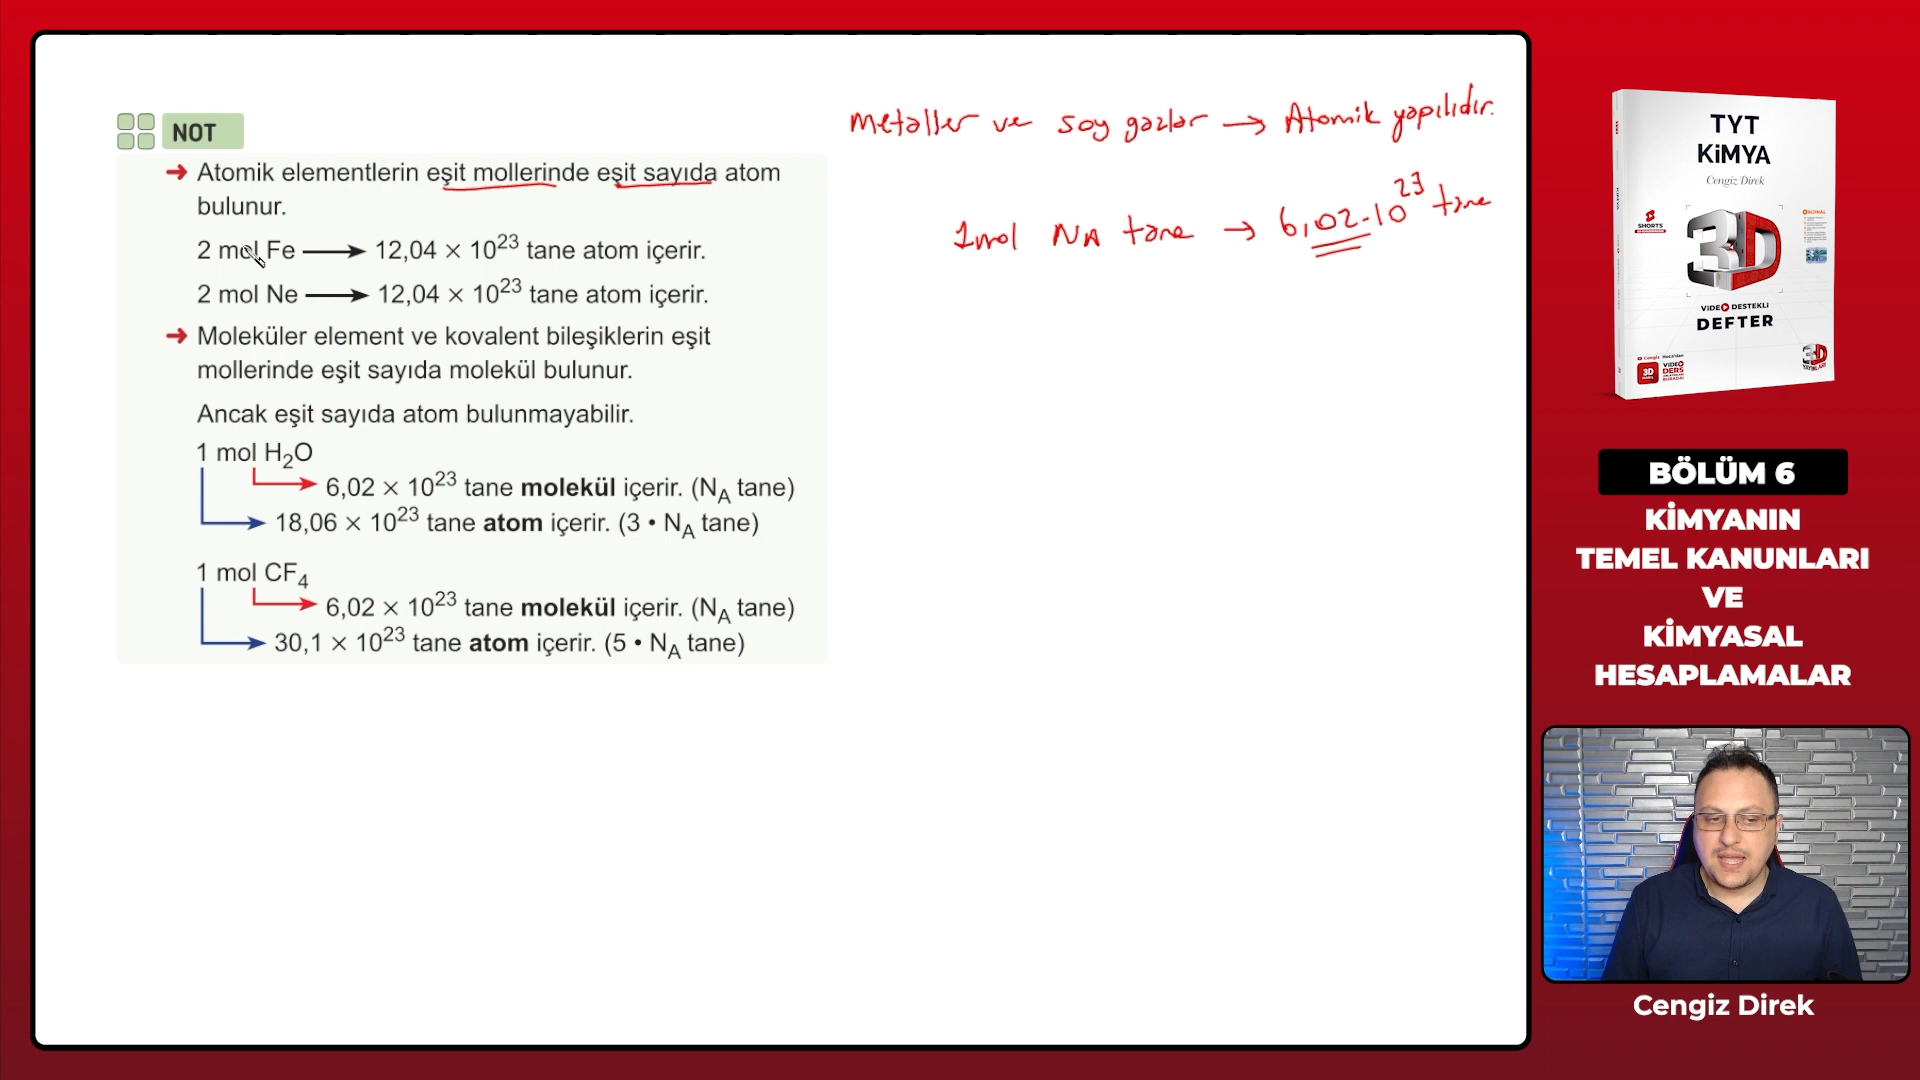 NOT
➜ Atomik elementlerin eşit mollerinde eşit sayıda atom
bulunur.
2 mol Fe ⟶ 12,04 × 10²³ tane atom içerir.
2 mol Ne ⟶ 12,04 × 10²³ tane atom içerir.
➜ Moleküler element ve kovalent bileşiklerin eşit
mollerinde eşit sayıda molekül bulunur.
Ancak eşit sayıda atom bulunmayabilir.
1 mol H₂O
6,02 × 10²³ tane molekül içerir. (N_A tane)
18,06 × 10²³ tane atom içerir. (3 • N_A tane)
1 mol CF₄
6,02 × 10²³ tane molekül içerir. (N_A tane)
30,1 × 10²³ tane atom içerir. (5 • N_A tane)
Metaller ve soy gazlar → Atomik yapılıdır.
1mol N_A tane → 6,02.10²³ tane
TYT
KİMYA
Cengiz Direk
SHORTS
3D
VİDEO DESTEKLİ
DEFTER
BÖLÜM 6
KİMYANIN
TEMEL KANUNLARI
VE
KİMYASAL
HESAPLAMALAR
Cengiz Direk